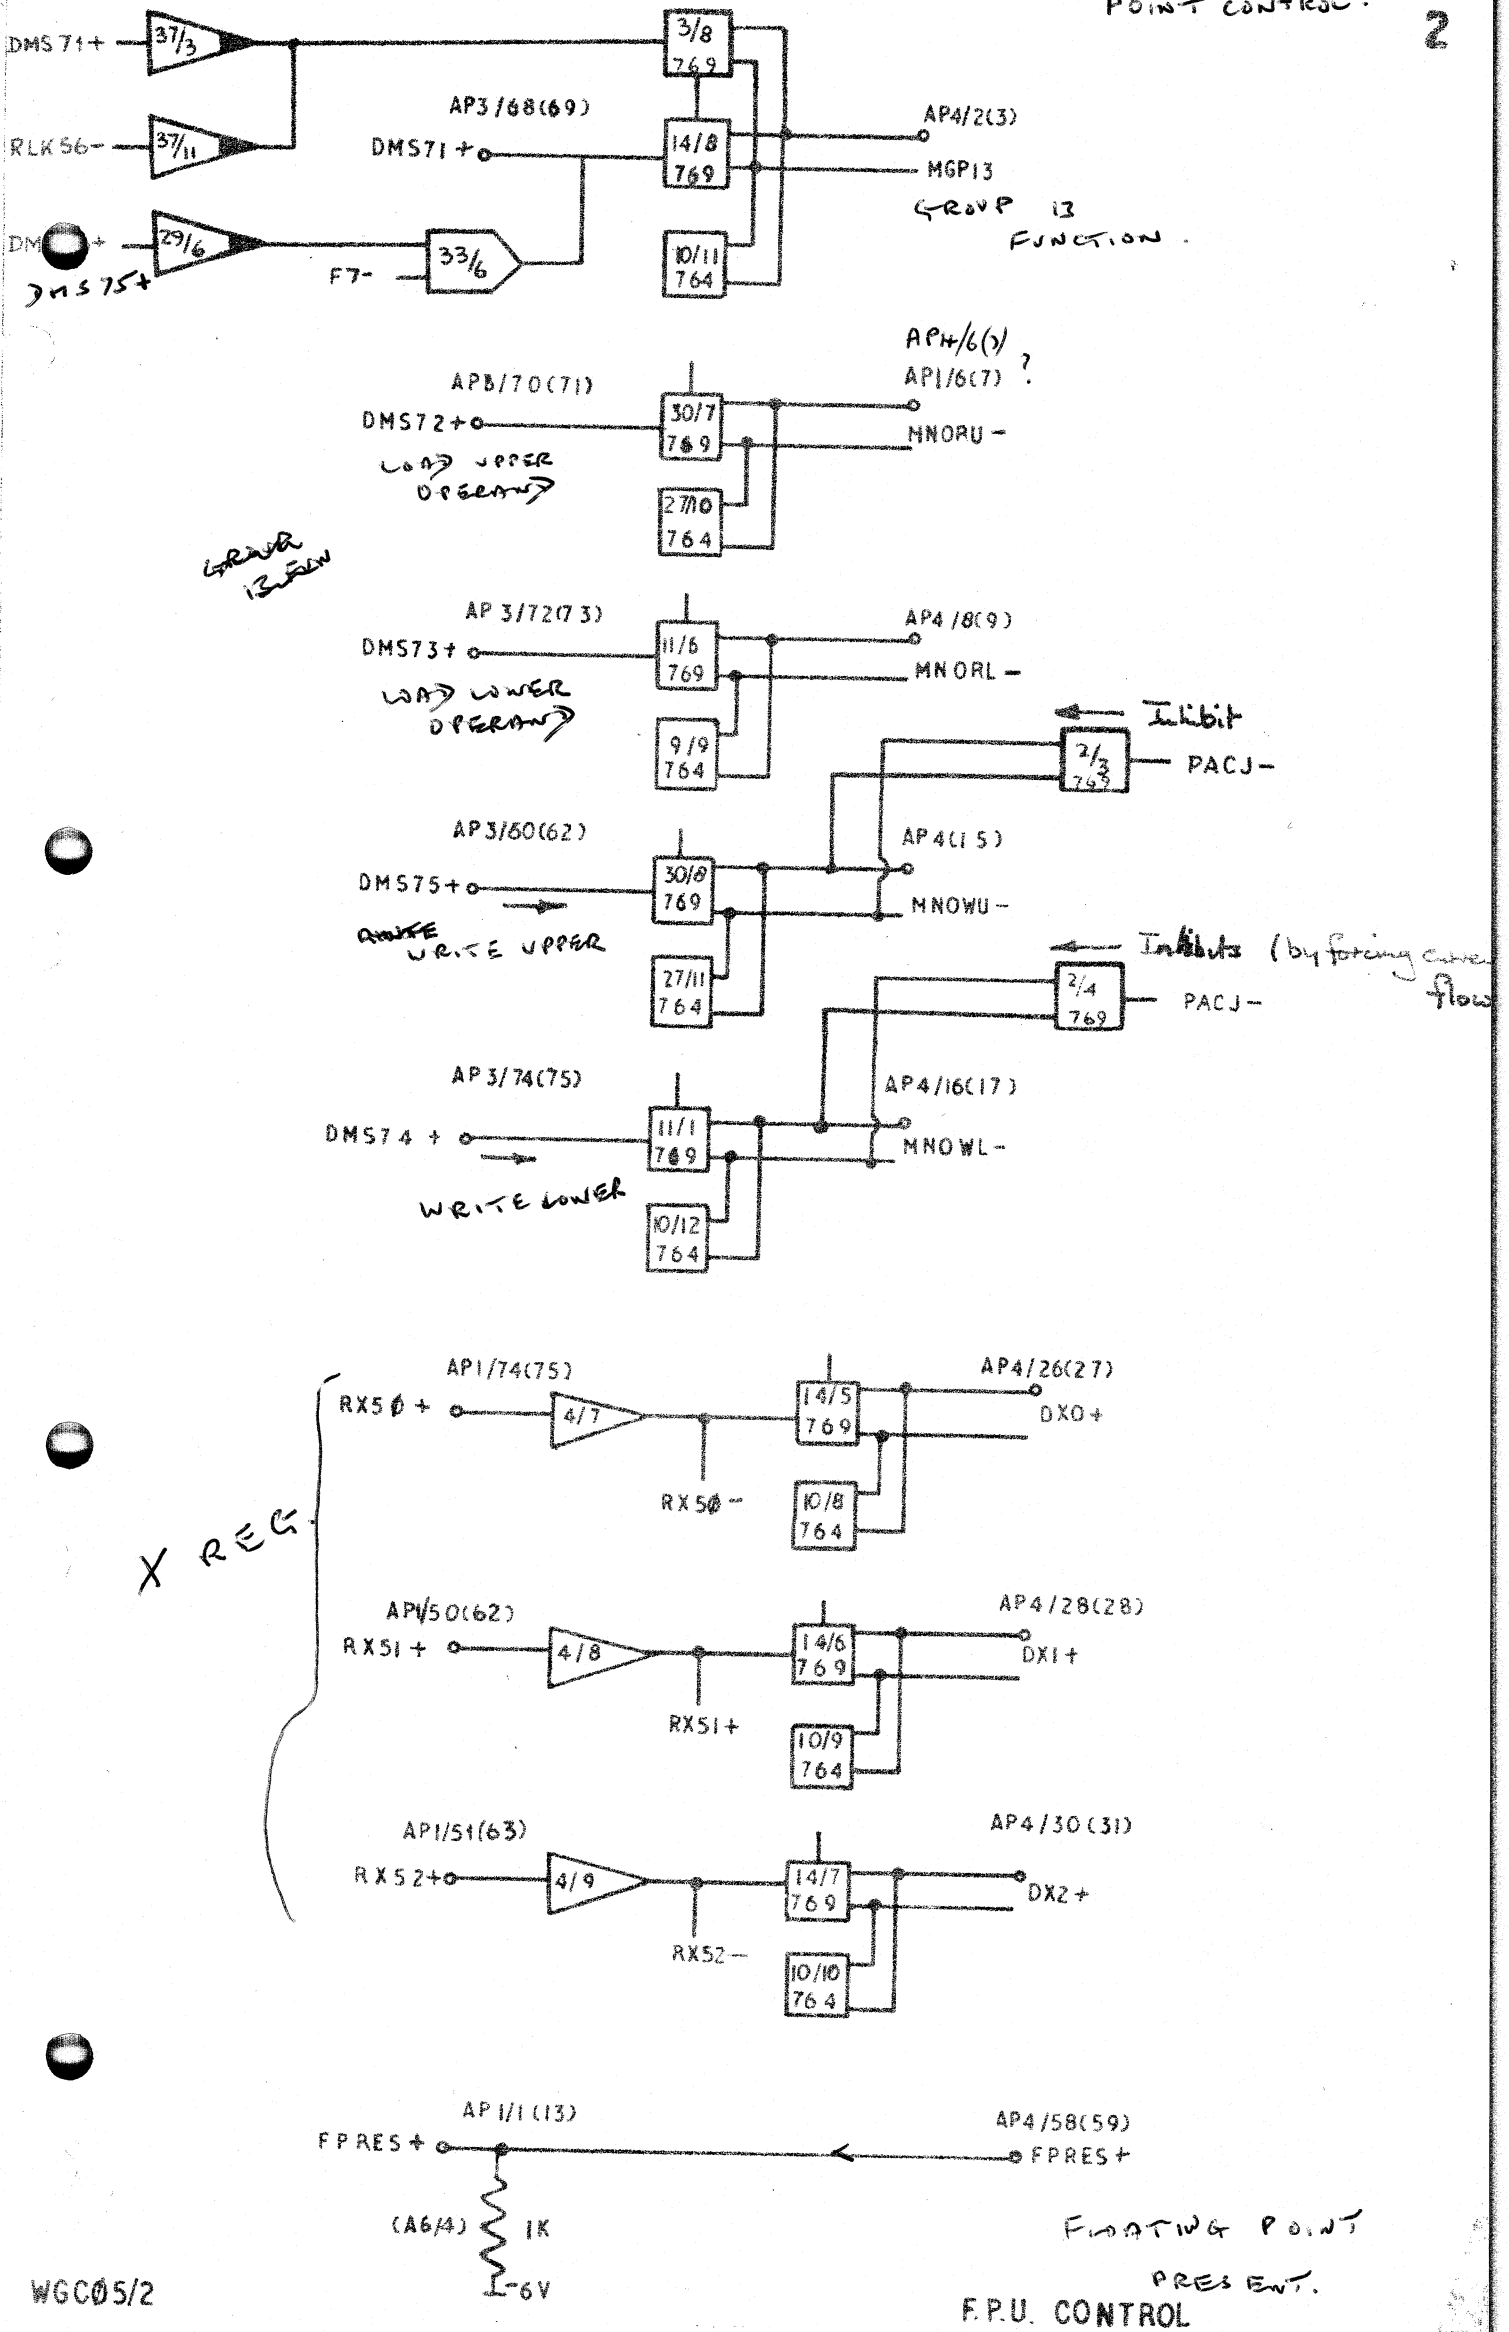 POINT CONTROL.
2
DMS71+
37/3
3/8
769
AP3/68(69)
AP4/2(3)
RLK56-
37/11
DMS71+
14/8
769
MGP13
GROUP 13
FUNCTION.
DM +
29/6
33/6
F7-
10/11
764
DMS75+
AP4/6()/
?
AP3/70(71)
AP1/6(7)
DMS72+
30/7
769
MNORU-
LOAD UPPER
OPERAND
27/10
764
GROUP
13 FUN
AP3/72(73)
AP4/8(9)
DMS73+
11/6
769
MNORL-
LOAD LOWER
OPERAND
9/9
764
Inhibit
2/3
769
PACJ-
AP3/60(62)
AP4(15)
DMS75+
30/8
769
MNOWU-
WRITE UPPER
27/11
764
Inhibits (by forcing curre
flow
2/4
769
PACJ-
AP3/74(75)
AP4/16(17)
DMS74+
11/1
769
MNOWL-
WRITE LOWER
10/12
764
AP1/74(75)
AP4/26(27)
RX5Ø+
4/7
14/5
769
DX0+
RX5Ø-
10/8
764
X REG.
AP1/50(62)
AP4/28(28)
RX51+
4/8
14/6
769
DX1+
RX51+
10/9
764
AP1/51(63)
AP4/30(31)
RX52+
4/9
14/7
769
DX2+
RX52-
10/10
764
AP1/1(13)
AP4/58(59)
FPRES+
FPRES+
(A6/4)
1K
-6V
FLOATING POINT
PRESENT.
WGCØ5/2
F.P.U. CONTROL